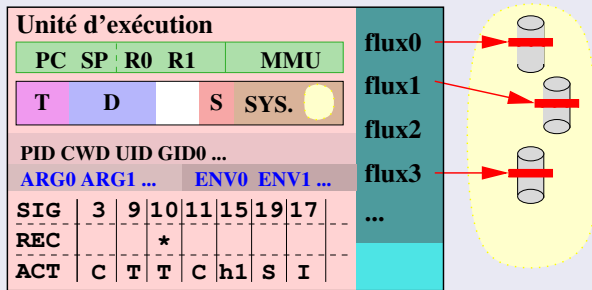 Unité d'exécution
PC SP R0 R1 MMU
T D S SYS.
PID CWD UID GID0 ...
ARG0 ARG1 ... ENV0 ENV1 ...
SIG 3 9 10 11 15 19 17
REC *
ACT C T T C h1 S I
flux0
flux1
flux2
flux3
...